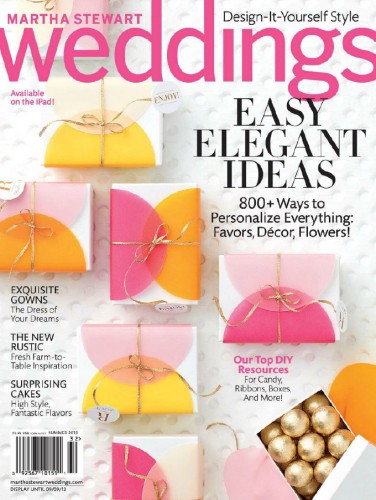 MARTHA STEWART
Design-It-Yourself Style
weddings
Available
on the iPad!
ENJOY!
EASY
ELEGANT
IDEAS
800+ Ways to
Personalize Everything:
Favors, Décor, Flowers!
EXQUISITE
GOWNS
The Dress of
Your Dreams
THE NEW
RUSTIC
Fresh Farm-to-
Table Inspiration
SURPRISING
CAKES
High Style,
Fantastic Flavors
Our Top DIY
Resources
For Candy,
Ribbons, Boxes,
And More!
SUMMER 2012
marthastewartweddings.com
DISPLAY UNTIL 09/09/12